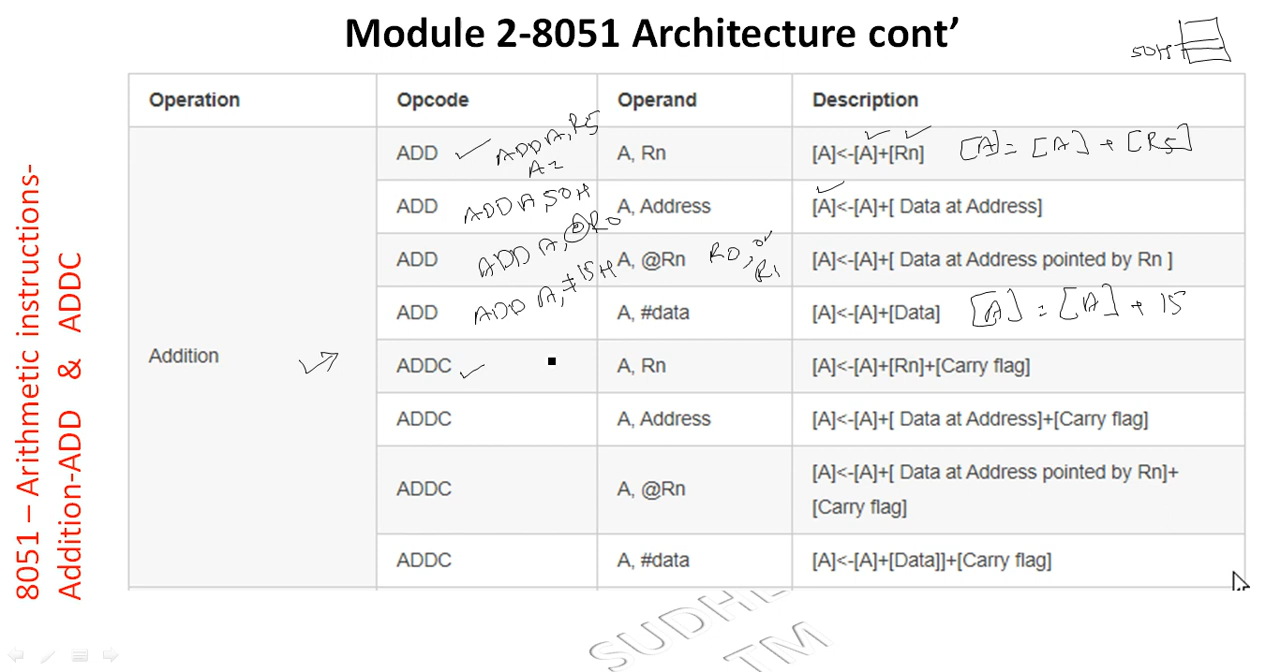 Module 2-8051 Architecture cont’
50H
8051 – Arithmetic instructions-
Addition-ADD & ADDC
Operation Opcode Operand Description
Addition
ADD ADD A, R5 A, Rn [A]<-[A]+[Rn] [A] = [A] + [R5]
A =
ADD ADD A 50H A, Address [A]<-[A]+[ Data at Address]
ADD ADD A, @R0 A, @Rn R0, or R1 [A]<-[A]+[ Data at Address pointed by Rn ]
ADD ADD A, #15H A, #data [A]<-[A]+[Data] [A] = [A] + 15
ADDC A, Rn [A]<-[A]+[Rn]+[Carry flag]
ADDC A, Address [A]<-[A]+[ Data at Address]+[Carry flag]
ADDC A, @Rn [A]<-[A]+[ Data at Address pointed by Rn]+
[Carry flag]
ADDC A, #data [A]<-[A]+[Data]]+[Carry flag]
TM